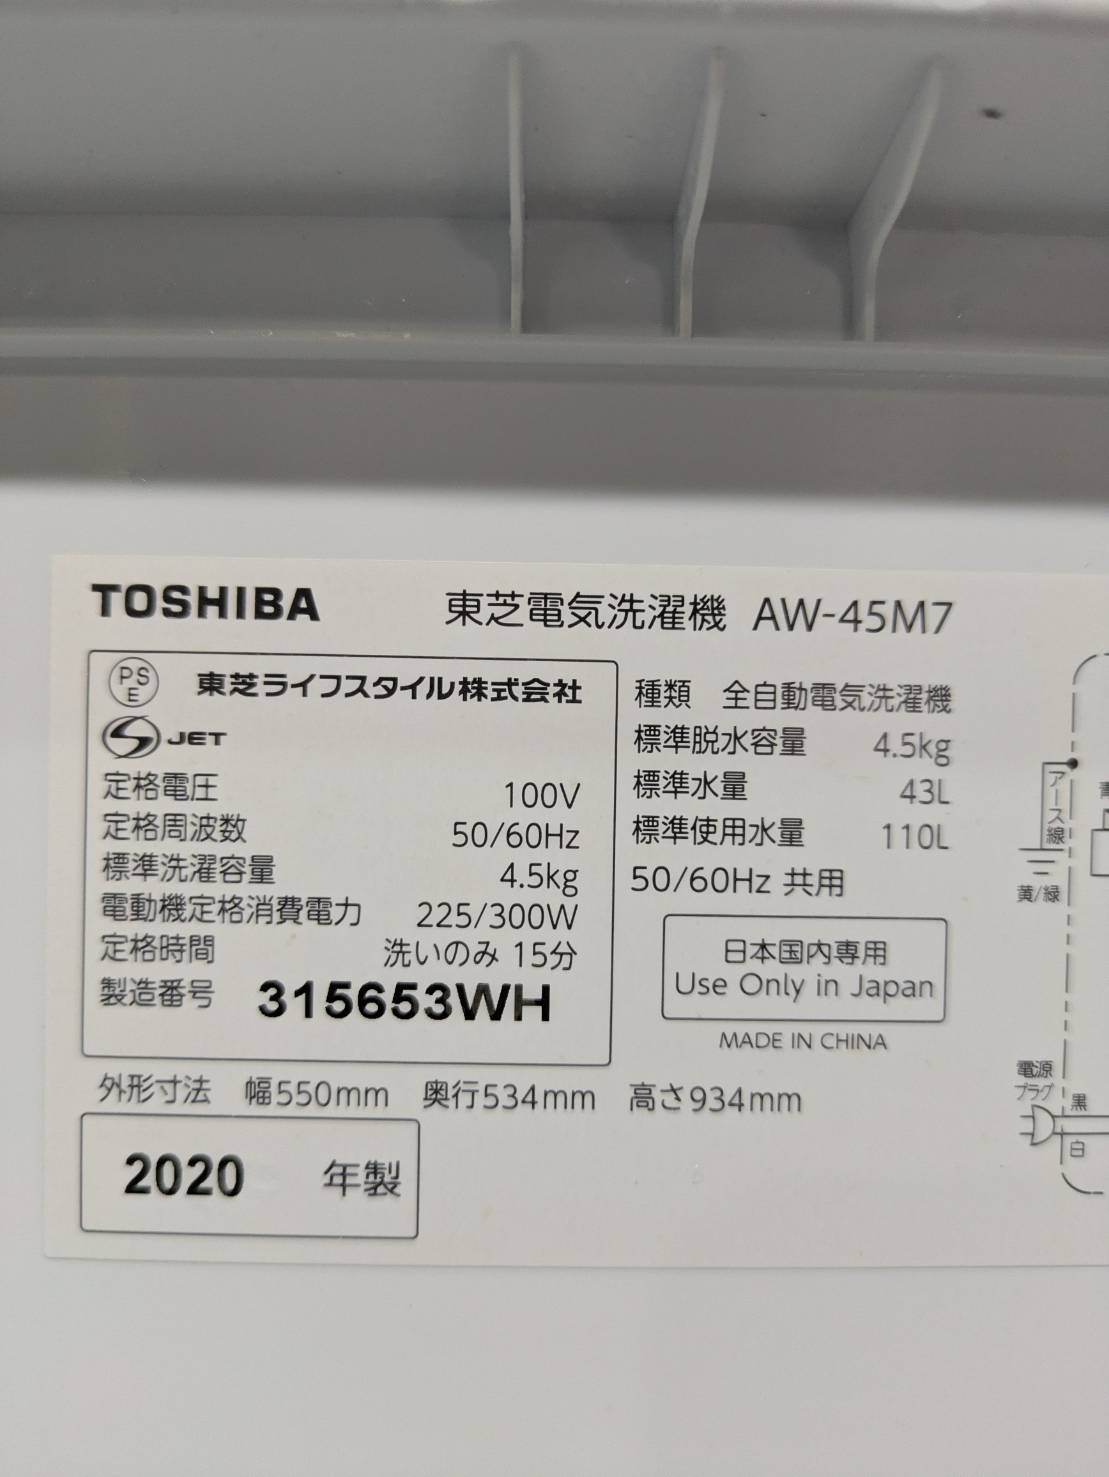 TOSHIBA 東芝電気洗濯機 AW-45M7
PSE 東芝ライフスタイル株式会社
JET
定格電圧 100V
定格周波数 50/60Hz
標準洗濯容量 4.5kg
電動機定格消費電力 225/300W
定格時間 洗いのみ 15分
製造番号 315653WH
種類 全自動電気洗濯機
標準脱水容量 4.5kg
標準水量 43L
標準使用水量 110L
50/60Hz 共用
日本国内専用
Use Only in Japan
MADE IN CHINA
外形寸法 幅550mm 奥行534mm 高さ934mm
2020 年製
アース線
黄/緑
電源
プラグ
黒
白